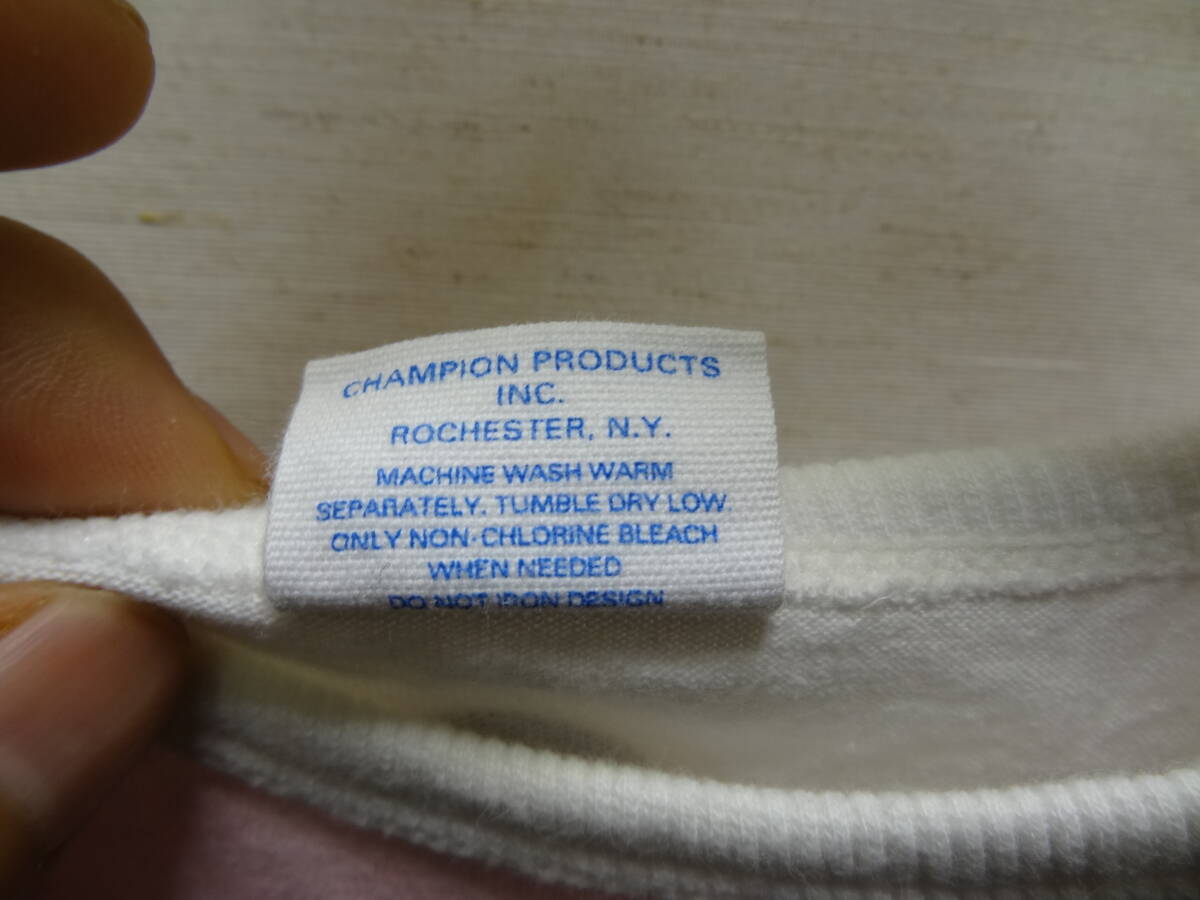 CHAMPION PRODUCTS
INC.
ROCHESTER, N.Y.
MACHINE WASH WARM
SEPARATELY. TUMBLE DRY LOW.
ONLY NON-CHLORINE BLEACH
WHEN NEEDED
DO NOT IRON DESIGN